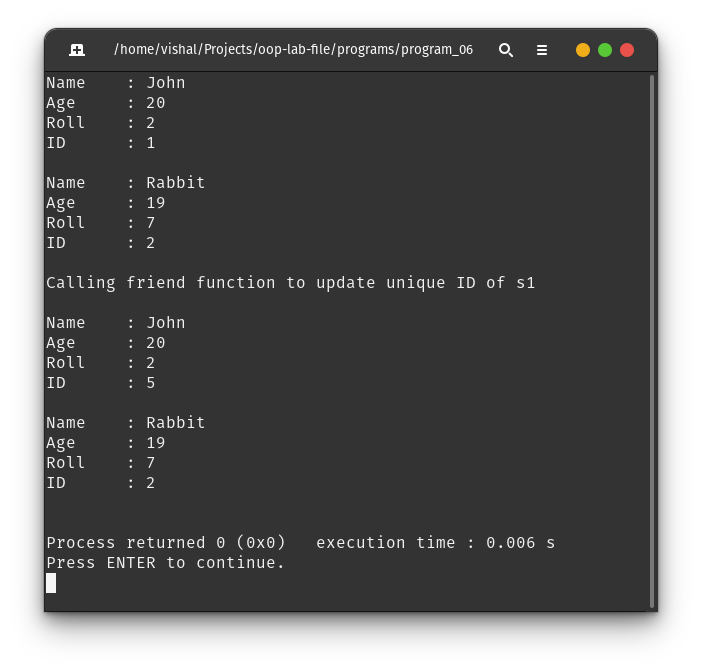 /home/vishal/Projects/oop-lab-file/programs/program_06
Name    : John
Age     : 20
Roll    : 2
ID      : 1

Name    : Rabbit
Age     : 19
Roll    : 7
ID      : 2

Calling friend function to update unique ID of s1

Name    : John
Age     : 20
Roll    : 2
ID      : 5

Name    : Rabbit
Age     : 19
Roll    : 7
ID      : 2

Process returned 0 (0x0)   execution time : 0.006 s
Press ENTER to continue.